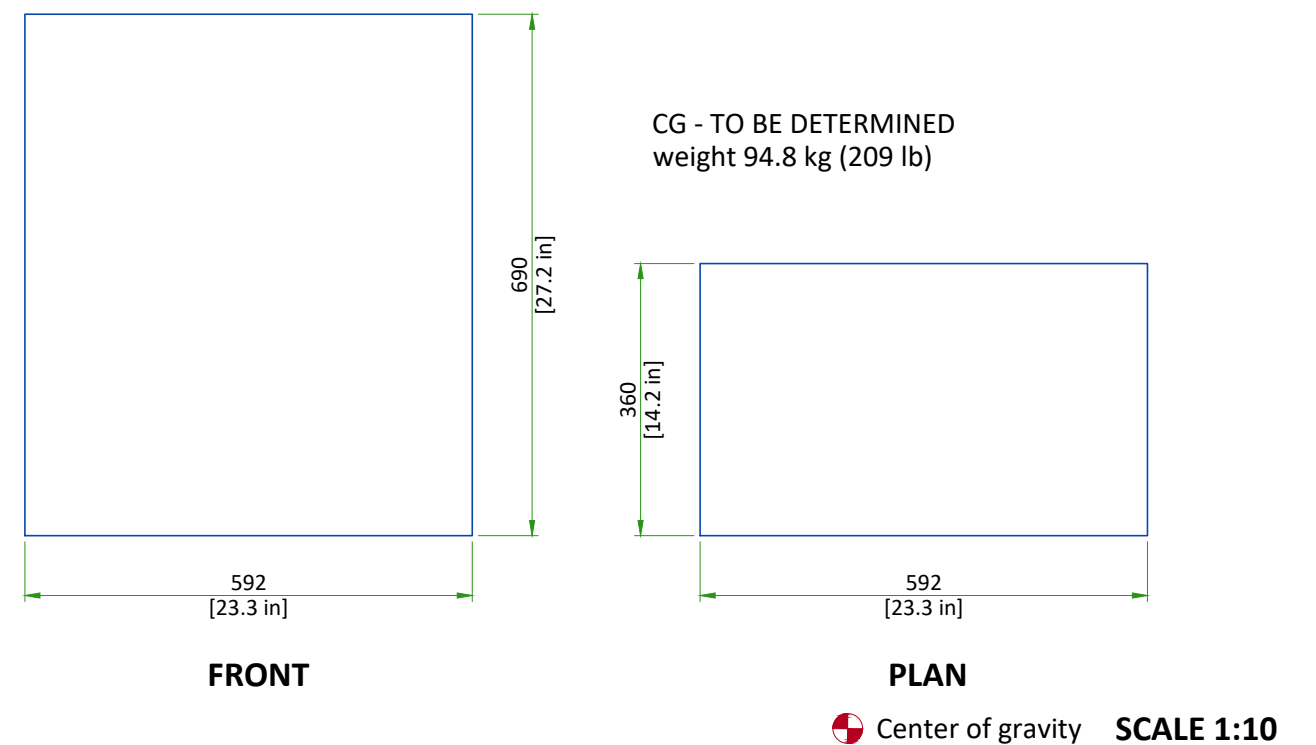 CG - TO BE DETERMINED
weight 94.8 kg (209 lb)
690
[27.2 in]
360
[14.2 in]
592
[23.3 in]
592
[23.3 in]
FRONT
PLAN
Center of gravity SCALE 1:10